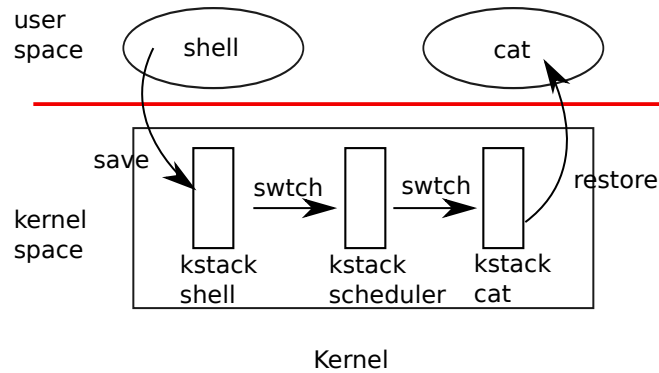 user
space
shell
cat
save
swtch
swtch
restore
kernel
space
kstack
shell
kstack
scheduler
kstack
cat
Kernel